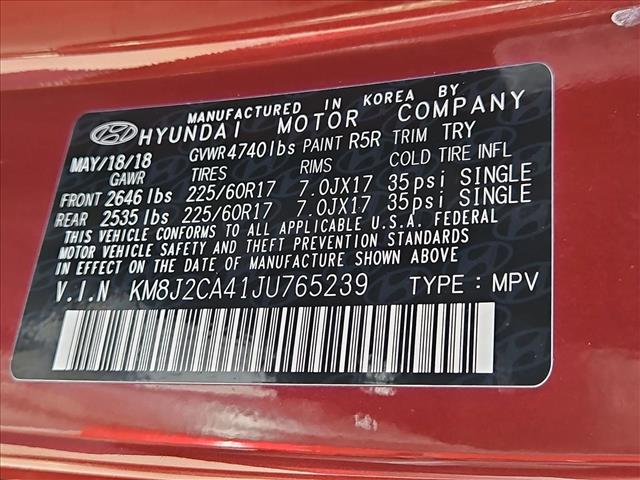 MANUFACTURED IN KOREA BY
HYUNDAI MOTOR COMPANY
MAY/18/18 GVWR 4740lbs PAINT R5R TRIM TRY
GAWR TIRES RIMS COLD TIRE INFL
FRONT 2646 lbs 225/60R17 7.0JX17 35psi SINGLE
REAR 2535 lbs 225/60R17 7.0JX17 35psi SINGLE
THIS VEHICLE CONFORMS TO ALL APPLICABLE U.S.A. FEDERAL
MOTOR VEHICLE SAFETY AND THEFT PREVENTION STANDARDS
IN EFFECT ON THE DATE OF MANUFACTURE SHOWN ABOVE
V.I.N KM8J2CA41JU765239 TYPE : MPV